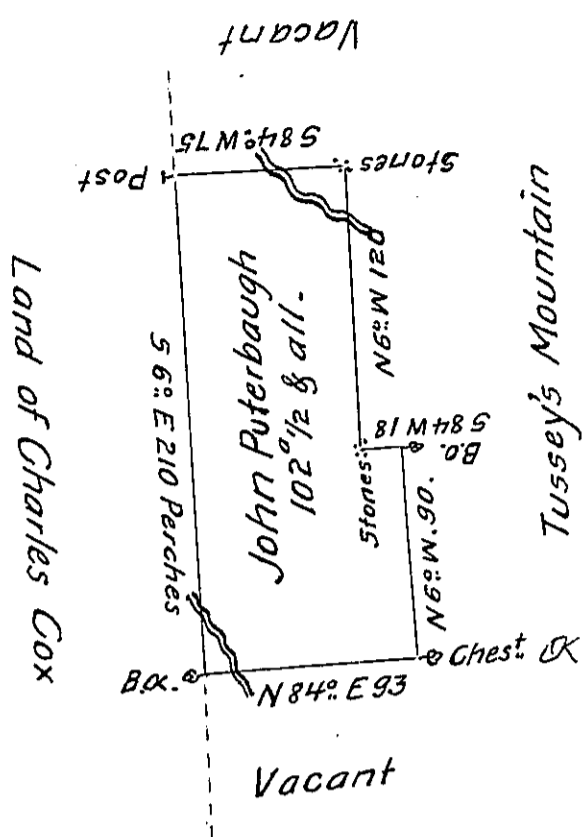 Vacant
S 84° W 75
Post
Stones
N 6° W 120
Tussey's Mountain
John Puterbaugh
102ª 1/2 & all.
S 6° E 210 Perches
Land of Charles Cox
S 84 W 18
B.O.
Stones
N 6° W. 90.
Chest. OK
B.O.
N 84° E 93
Vacant